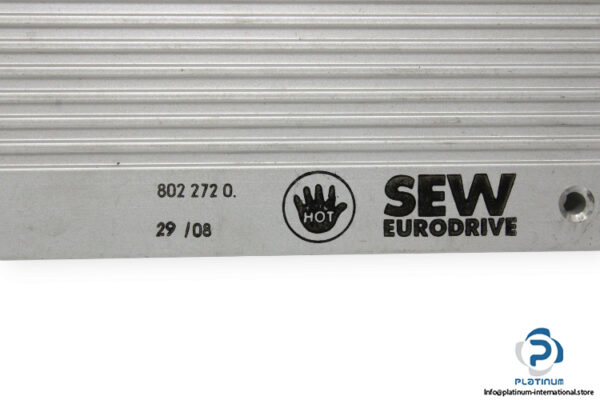 802 272 0.
29 /08
HOT
SEW
EURODRIVE
PLATINUM
Info@platinum-international.store